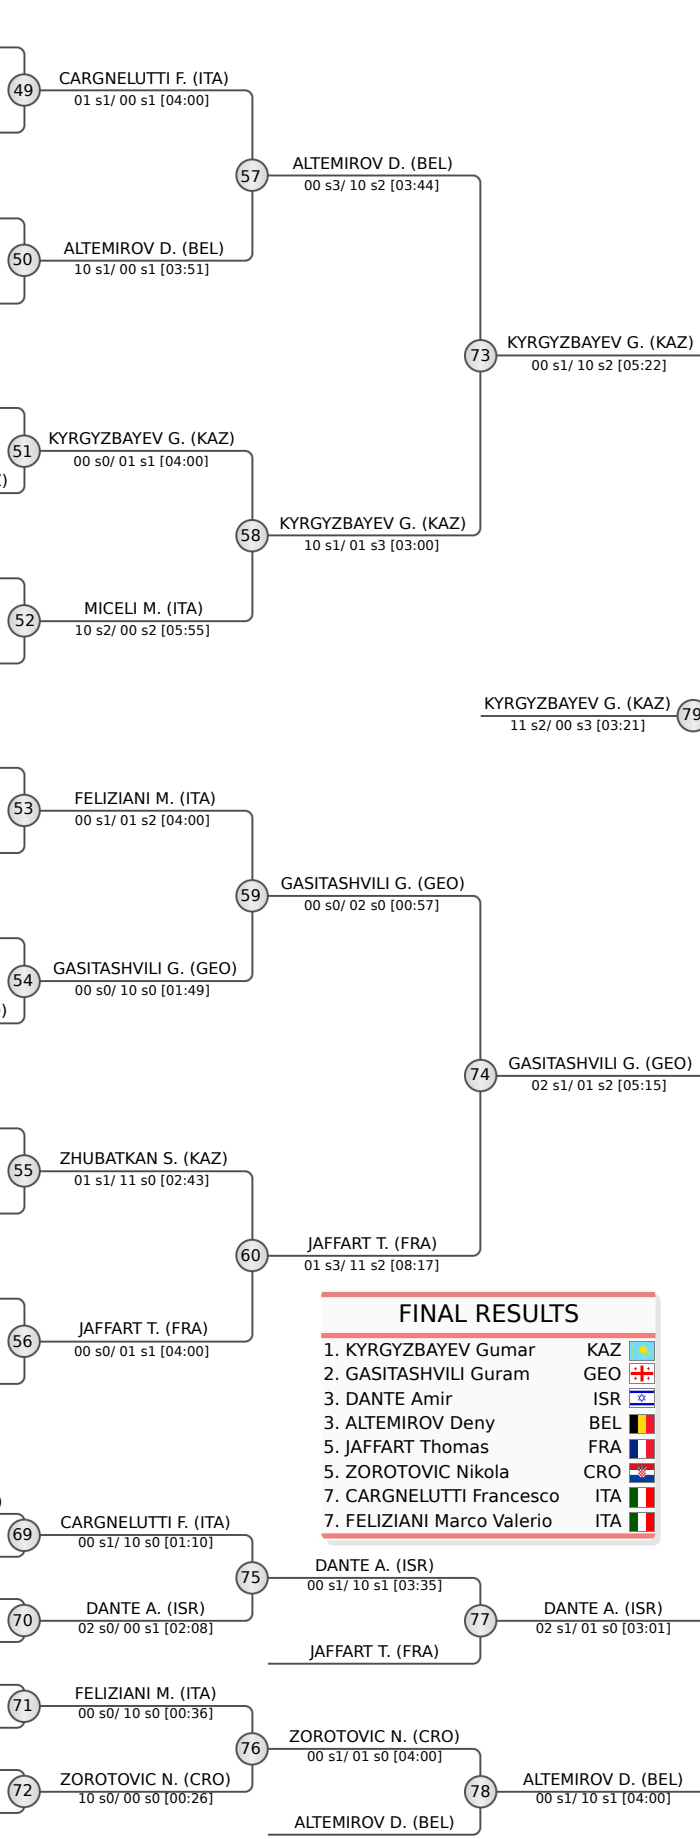 49
CARGNELUTTI F. (ITA)
01 s1/ 00 s1 [04:00]
57
ALTEMIROV D. (BEL)
00 s3/ 10 s2 [03:44]
50
ALTEMIROV D. (BEL)
10 s1/ 00 s1 [03:51]
73
KYRGYZBAYEV G. (KAZ)
00 s1/ 10 s2 [05:22]
51
KYRGYZBAYEV G. (KAZ)
00 s0/ 01 s1 [04:00]
58
KYRGYZBAYEV G. (KAZ)
10 s1/ 01 s3 [03:00]
52
MICELI M. (ITA)
10 s2/ 00 s2 [05:55]
KYRGYZBAYEV G. (KAZ)
11 s2/ 00 s3 [03:21]
79
53
FELIZIANI M. (ITA)
00 s1/ 01 s2 [04:00]
59
GASITASHVILI G. (GEO)
00 s0/ 02 s0 [00:57]
54
GASITASHVILI G. (GEO)
00 s0/ 10 s0 [01:49]
74
GASITASHVILI G. (GEO)
02 s1/ 01 s2 [05:15]
55
ZHUBATKAN S. (KAZ)
01 s1/ 11 s0 [02:43]
60
JAFFART T. (FRA)
01 s3/ 11 s2 [08:17]
56
JAFFART T. (FRA)
00 s0/ 01 s1 [04:00]
FINAL RESULTS
1. KYRGYZBAYEV Gumar KAZ
2. GASITASHVILI Guram GEO
3. DANTE Amir ISR
3. ALTEMIROV Deny BEL
5. JAFFART Thomas FRA
5. ZOROTOVIC Nikola CRO
7. CARGNELUTTI Francesco ITA
7. FELIZIANI Marco Valerio ITA
69
CARGNELUTTI F. (ITA)
00 s1/ 10 s0 [01:10]
75
DANTE A. (ISR)
00 s1/ 10 s1 [03:35]
70
DANTE A. (ISR)
02 s0/ 00 s1 [02:08]
77
DANTE A. (ISR)
02 s1/ 01 s0 [03:01]
JAFFART T. (FRA)
71
FELIZIANI M. (ITA)
00 s0/ 10 s0 [00:36]
76
ZOROTOVIC N. (CRO)
00 s1/ 01 s0 [04:00]
72
ZOROTOVIC N. (CRO)
10 s0/ 00 s0 [00:26]
78
ALTEMIROV D. (BEL)
00 s1/ 10 s1 [04:00]
ALTEMIROV D. (BEL)